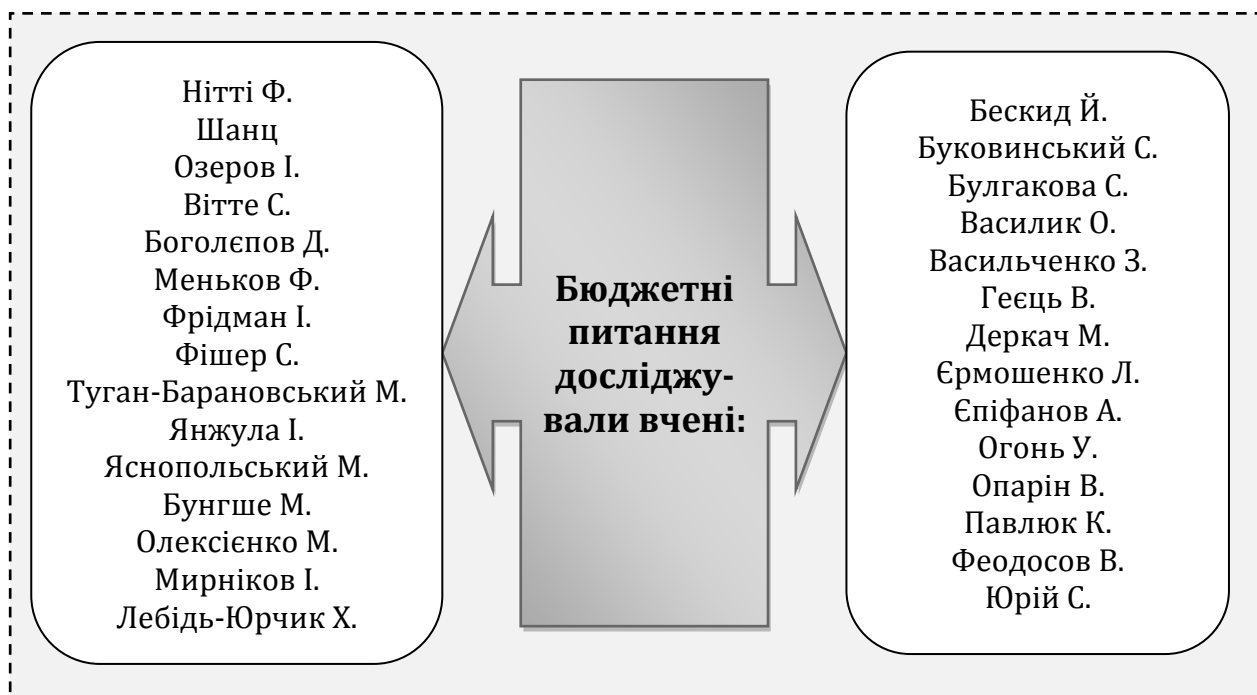 Нітті Ф.
Шанц
Озеров І.
Вітте С.
Боголєпов Д.
Меньков Ф.
Фрідман І.
Фішер С.
Туган-Барановський М.
Янжула І.
Яснопольський М.
Бунгше М.
Олексієнко М.
Мирніков І.
Лебідь-Юрчик Х.
Бюджетні
питання
досліджу-
вали вчені:
Бескид Й.
Буковинський С.
Булгакова С.
Василик О.
Васильченко З.
Геєць В.
Деркач М.
Єрмошенко Л.
Єпіфанов А.
Огонь У.
Опарін В.
Павлюк К.
Феодосов В.
Юрій С.